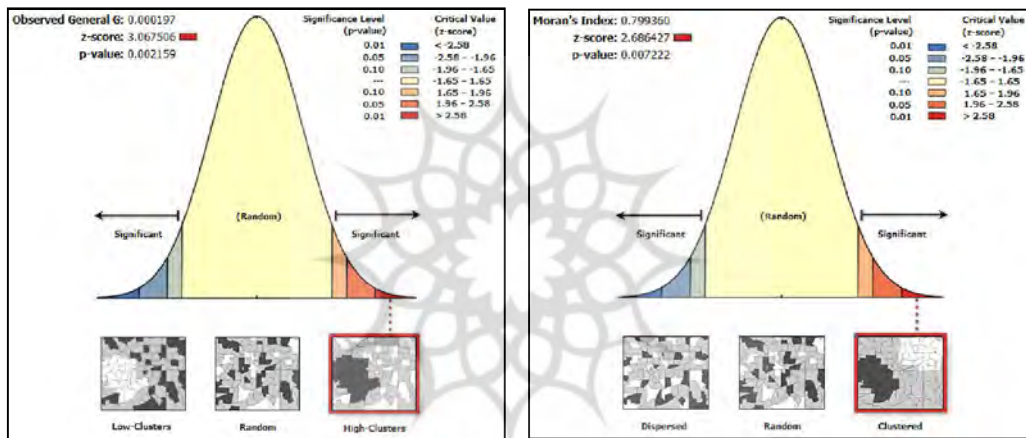 Observed General G: 0.000197
z-score: 3.067506
p-value: 0.002159
Significance Level
(p-value)
Critical Value
(z-score)
0.01 < -2.58
0.05 -2.58 - -1.96
0.10 -1.96 - -1.65
--- -1.65 - 1.65
0.10 1.65 - 1.96
0.05 1.96 - 2.58
0.01 > 2.58
Significant
(Random)
Significant
Low-Clusters
Random
High-Clusters
Moran's Index: 0.799360
z-score: 2.686427
p-value: 0.007222
Significance Level
(p-value)
Critical Value
(z-score)
0.01 < -2.58
0.05 -2.58 - -1.96
0.10 -1.96 - -1.65
--- -1.65 - 1.65
0.10 1.65 - 1.96
0.05 1.96 - 2.58
0.01 > 2.58
Significant
(Random)
Significant
Dispersed
Random
Clustered